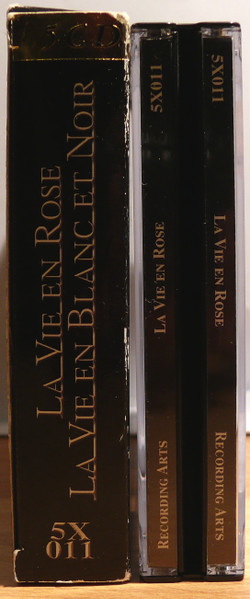 5CD
LA VIE EN ROSE
LA VIE EN BLANC ET NOIR
5X
011
5X011
LA VIE EN ROSE
RECORDING ARTS
5X011
LA VIE EN ROSE
RECORDING ARTS